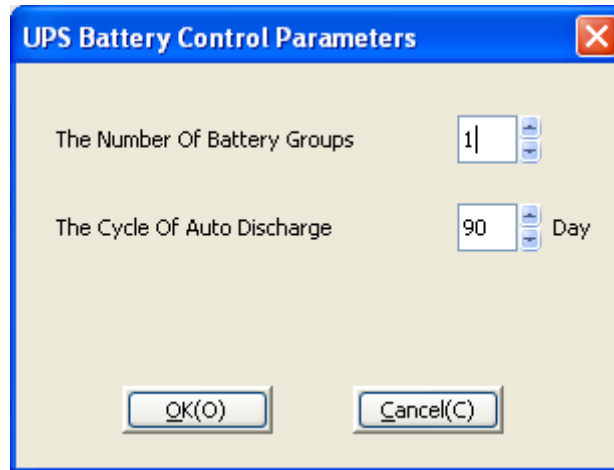 UPS Battery Control Parameters
The Number Of Battery Groups 1
The Cycle Of Auto Discharge 90 Day
OK(O) Cancel(C)